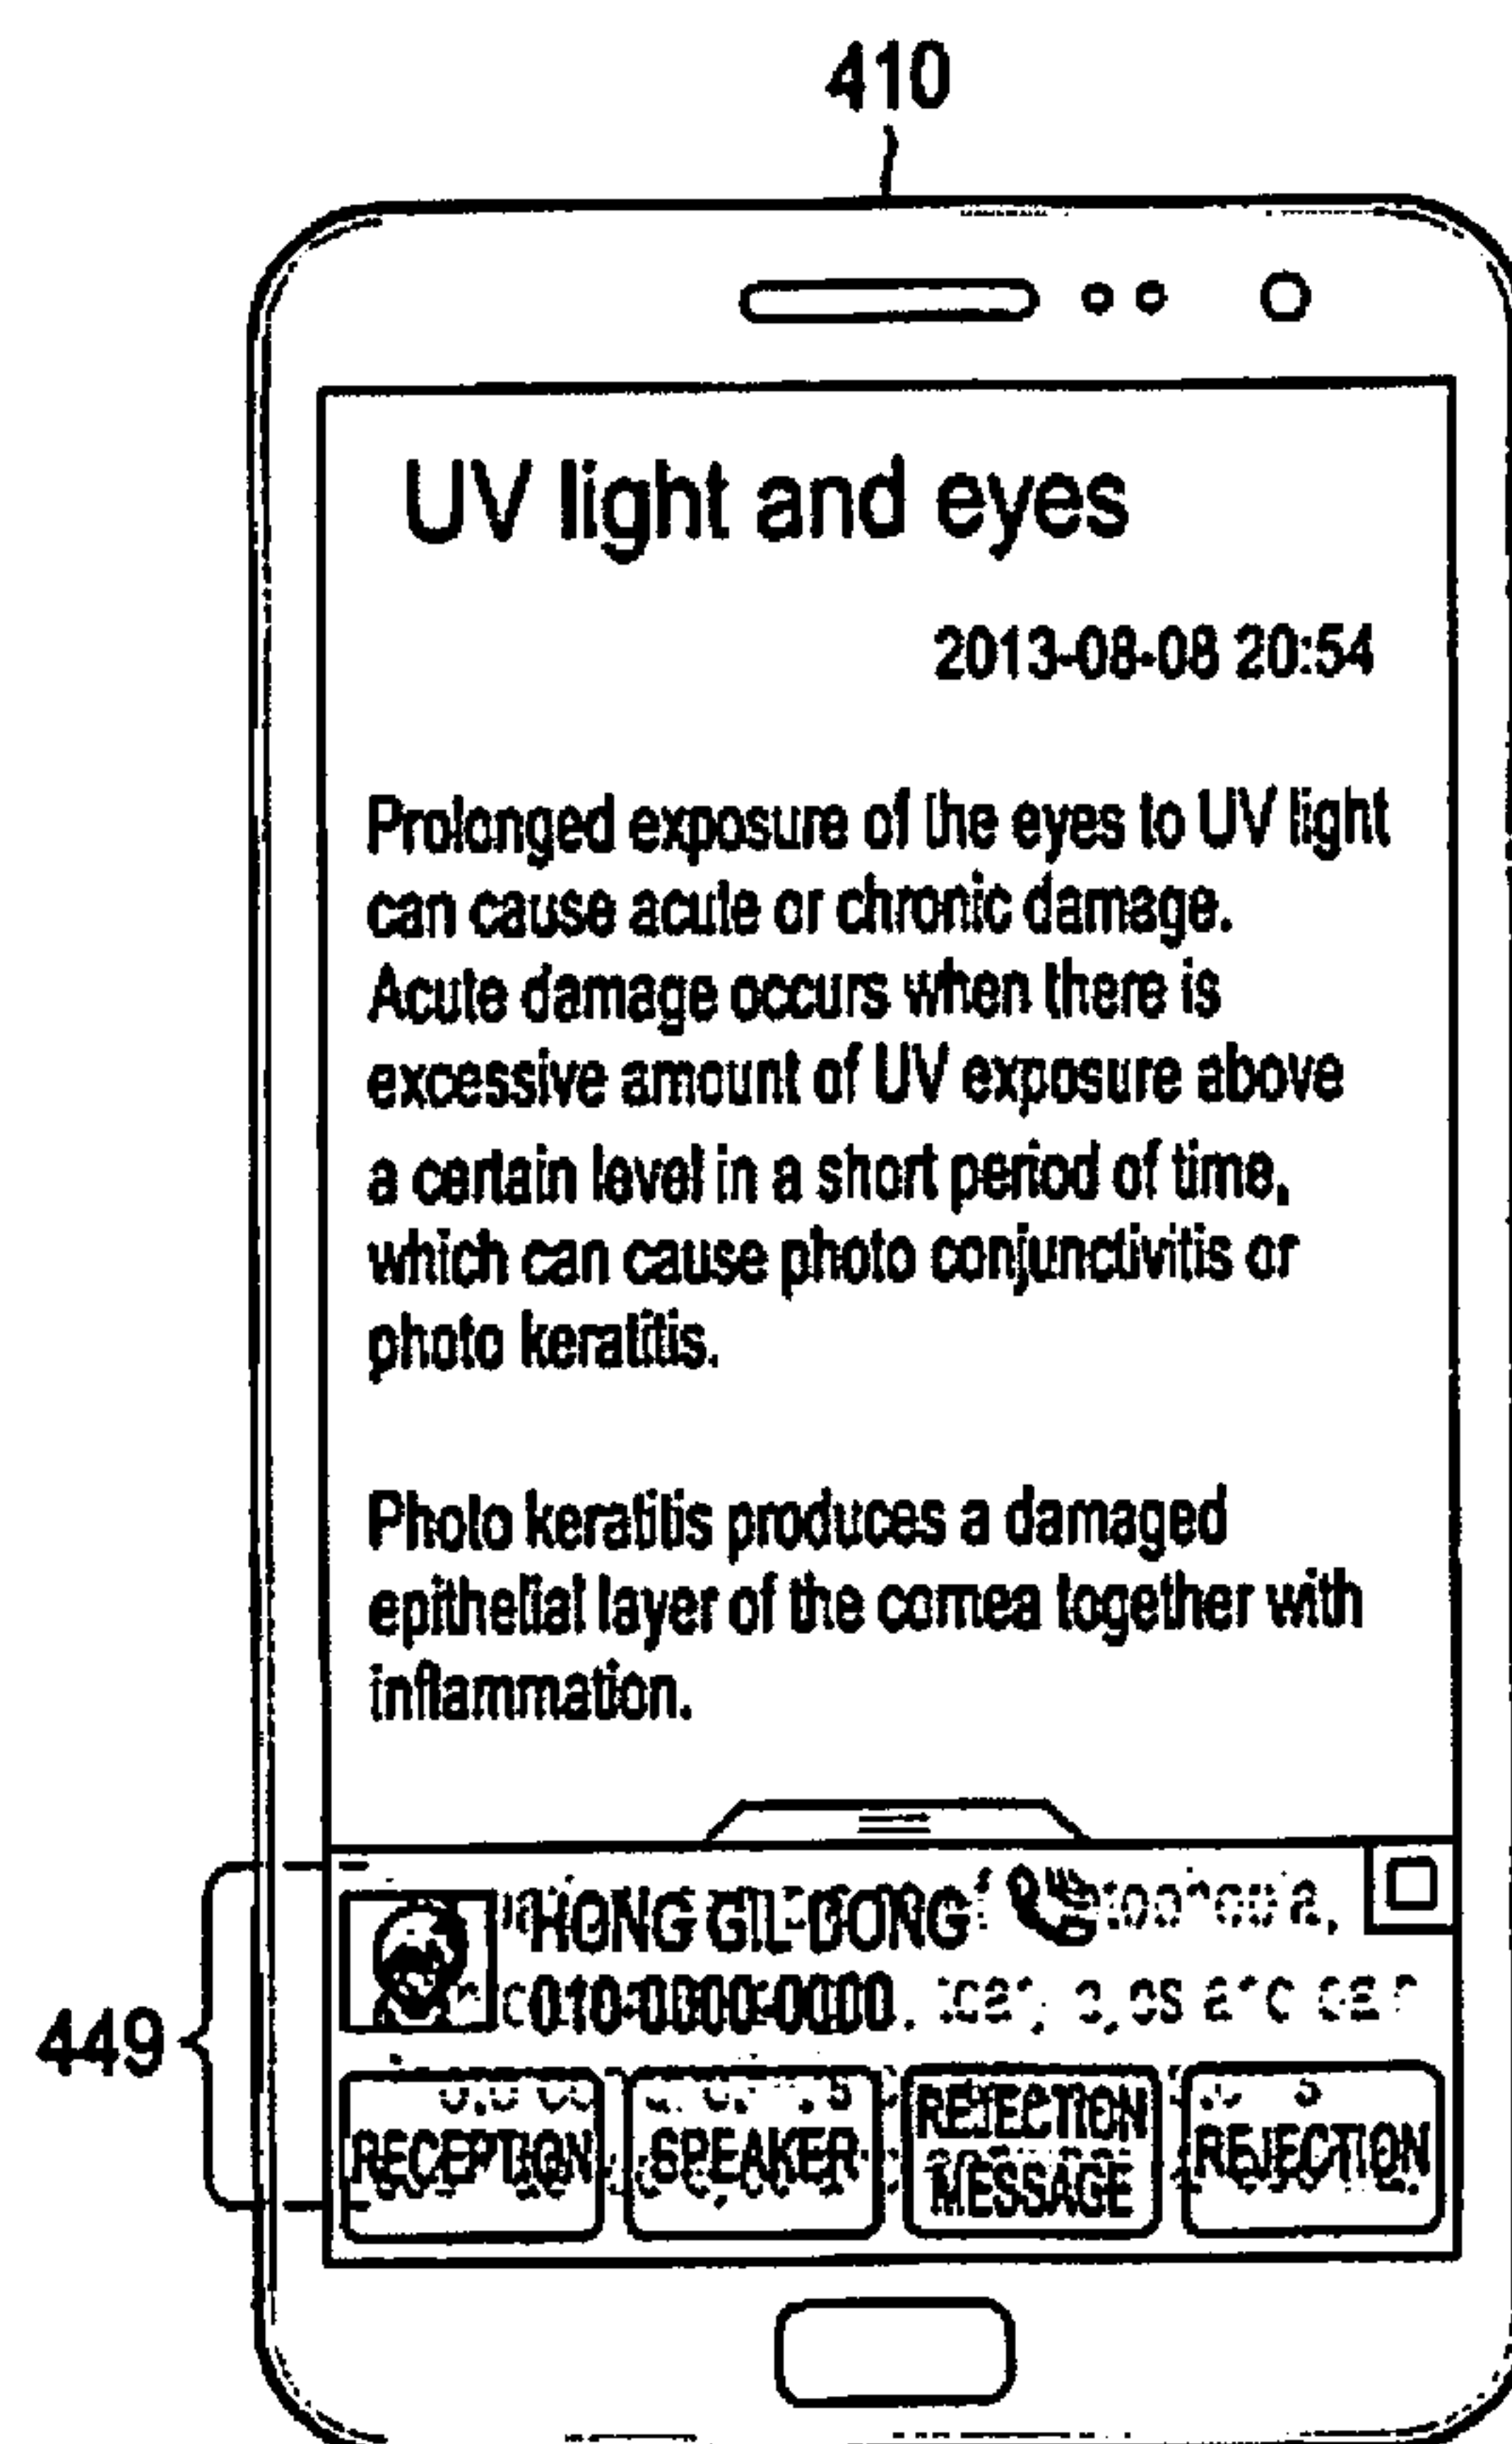 410
UV light and eyes
2013-08-08 20:54
Prolonged exposure of the eyes to UV light
can cause acute or chronic damage.
Acute damage occurs when there is
excessive amount of UV exposure above
a certain level in a short period of time,
which can cause photo conjunctivitis or
photo keratitis.
Photo keratitis produces a damaged
epithelial layer of the cornea together with
inflammation.
HONG GIL-DONG
010-0000-0000
449
RECEPTION
SPEAKER
REJECTION
MESSAGE
REJECTION